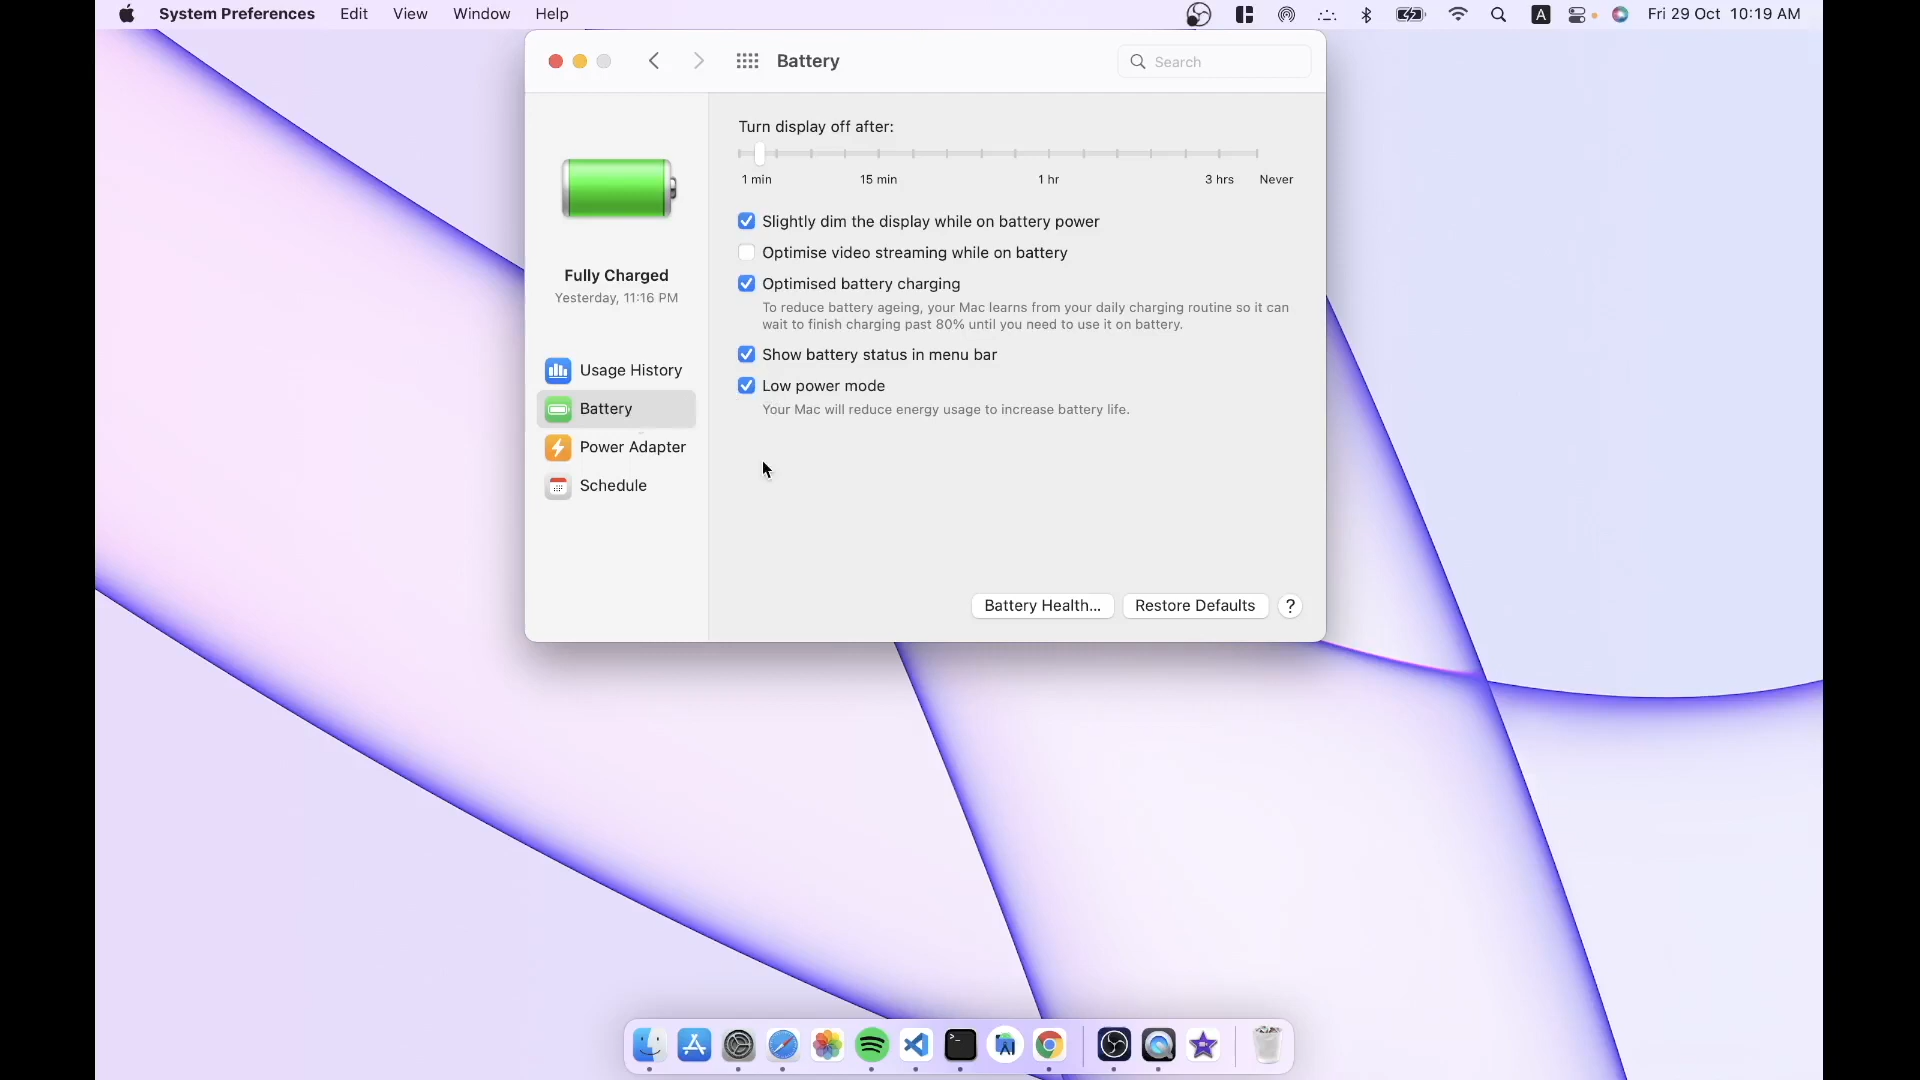 System Preferences Edit View Window Help A Fri 29 Oct 10:19 AM
Battery
Search
Turn display off after:
1 min 15 min 1 hr 3 hrs Never
Slightly dim the display while on battery power
Optimise video streaming while on battery
Optimised battery charging
To reduce battery ageing, your Mac learns from your daily charging routine so it can
wait to finish charging past 80% until you need to use it on battery.
Show battery status in menu bar
Low power mode
Your Mac will reduce energy usage to increase battery life.
Fully Charged
Yesterday, 11:16 PM
Usage History
Battery
Power Adapter
Schedule
Battery Health... Restore Defaults ?